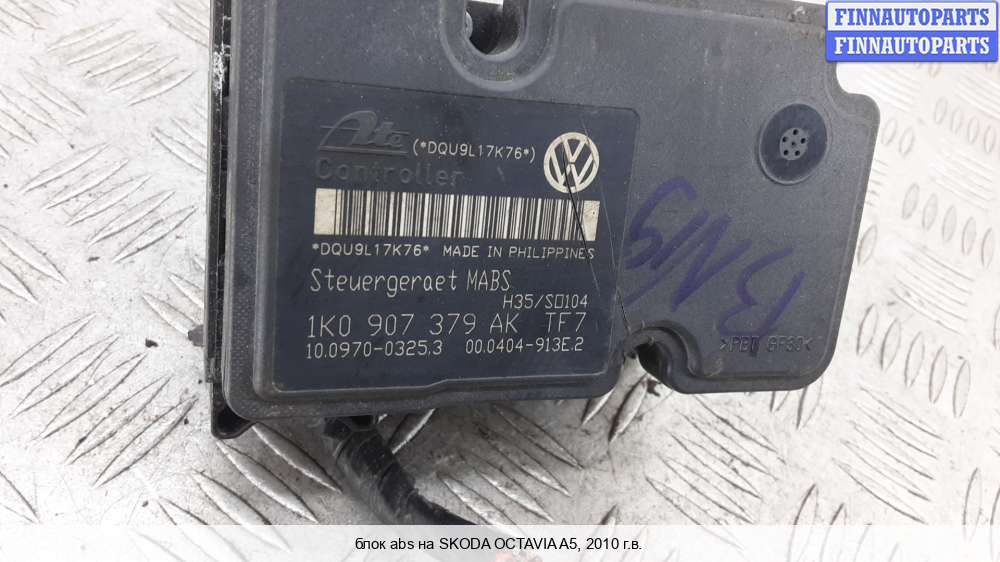 FINNAUTOPARTS
FINNAUTOPARTS
Ate
(*DQU9L17K76*)
Controller
*DQU9L17K76* MADE IN PHILIPPINES
Steuergeraet MABS
H35/S0104
1K0 907 379 AK TF7
10.0970-0325.3 00.0404-913E.2
>PBT GF30<
блок abs на SKODA OCTAVIA A5, 2010 г.в.